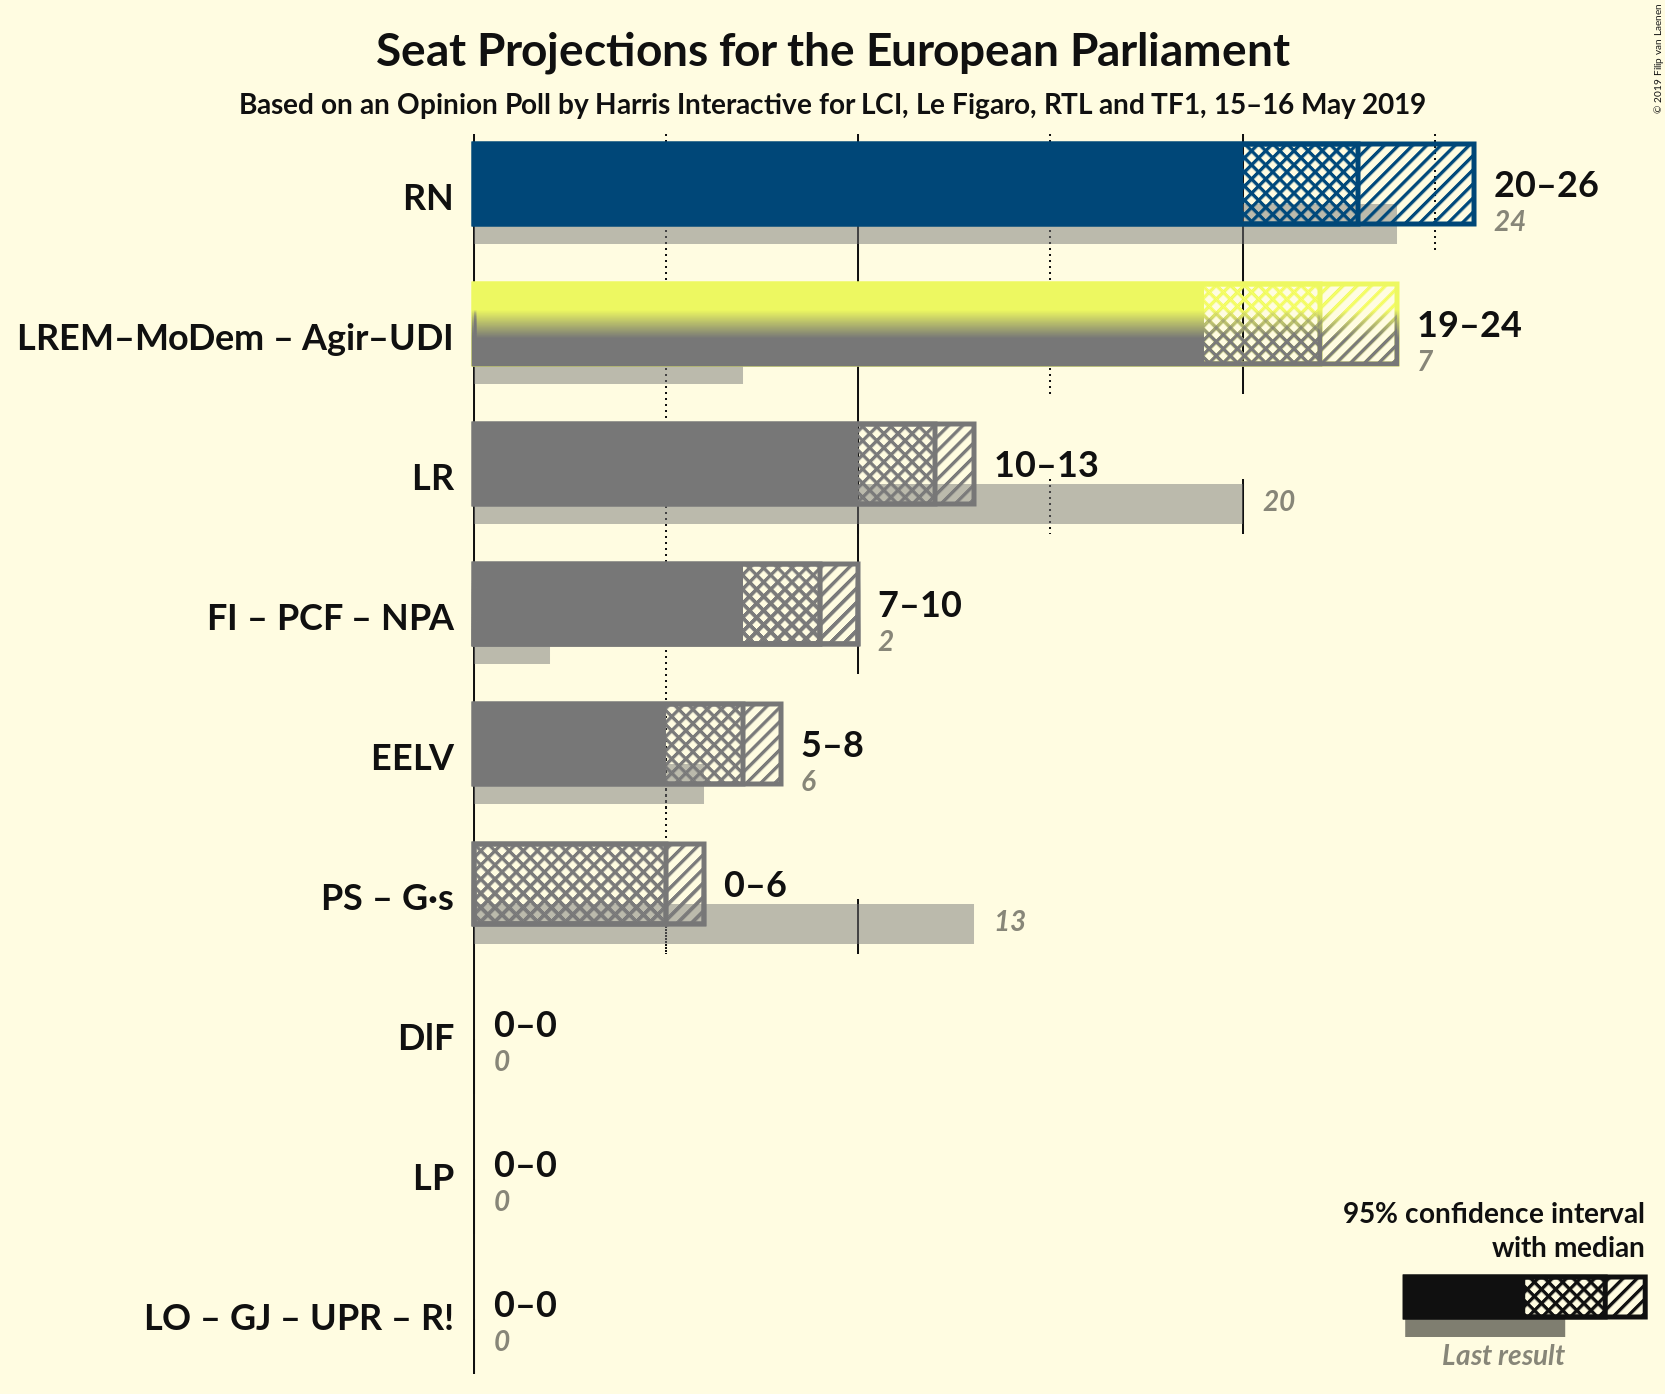 Seat Projections for the European Parliament
Based on an Opinion Poll by Harris Interactive for LCI, Le Figaro, RTL and TF1, 15–16 May 2019
© 2019 Filip van Laenen
RN
20–26
24
LREM–MoDem – Agir–UDI
19–24
7
LR
10–13
20
FI – PCF – NPA
7–10
2
EELV
5–8
6
PS – G·s
0–6
13
DlF
0–0
0
LP
0–0
0
LO – GJ – UPR – R!
0–0
0
95% confidence interval
with median
Last result